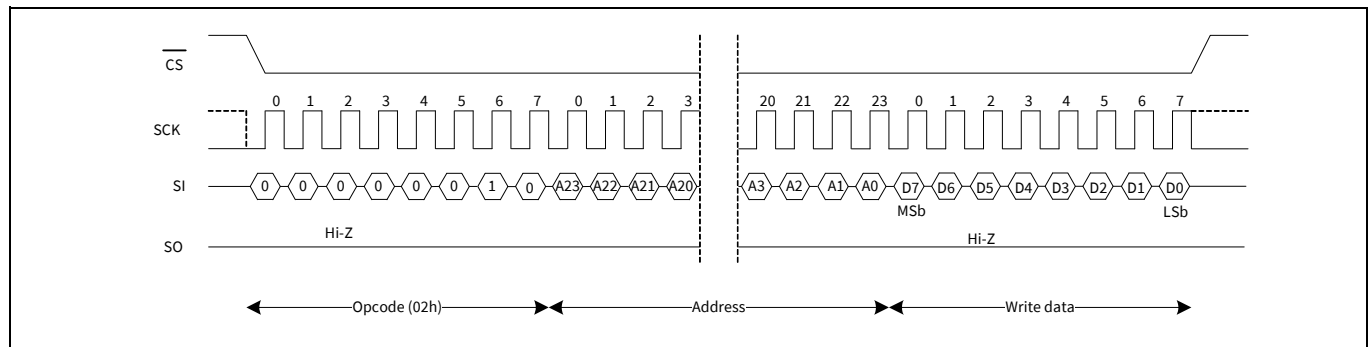 CS
0 1 2 3 4 5 6 7 0 1 2 3 20 21 22 23 0 1 2 3 4 5 6 7
SCK
SI 0 0 0 0 0 0 1 0 A23 A22 A21 A20 A3 A2 A1 A0 D7 D6 D5 D4 D3 D2 D1 D0
MSb LSb
Hi-Z Hi-Z
SO
Opcode (02h) Address Write data